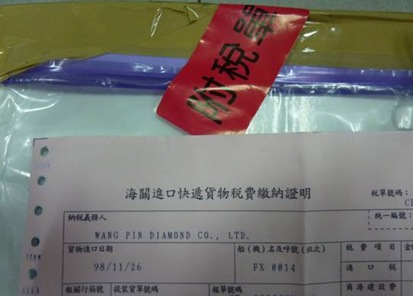 附稅單
海關進口快遞貨物稅費繳納證明
稅單號碼:
納稅義務人
統一編號:
WANG PIN DIAMOND CO., LTD.
貨物進口日期
船(機)名及呼號(班次)
稅費項目
98/11/26
FX 0014
進口稅
報關行箱號
提裝貨單號碼
商港建設費